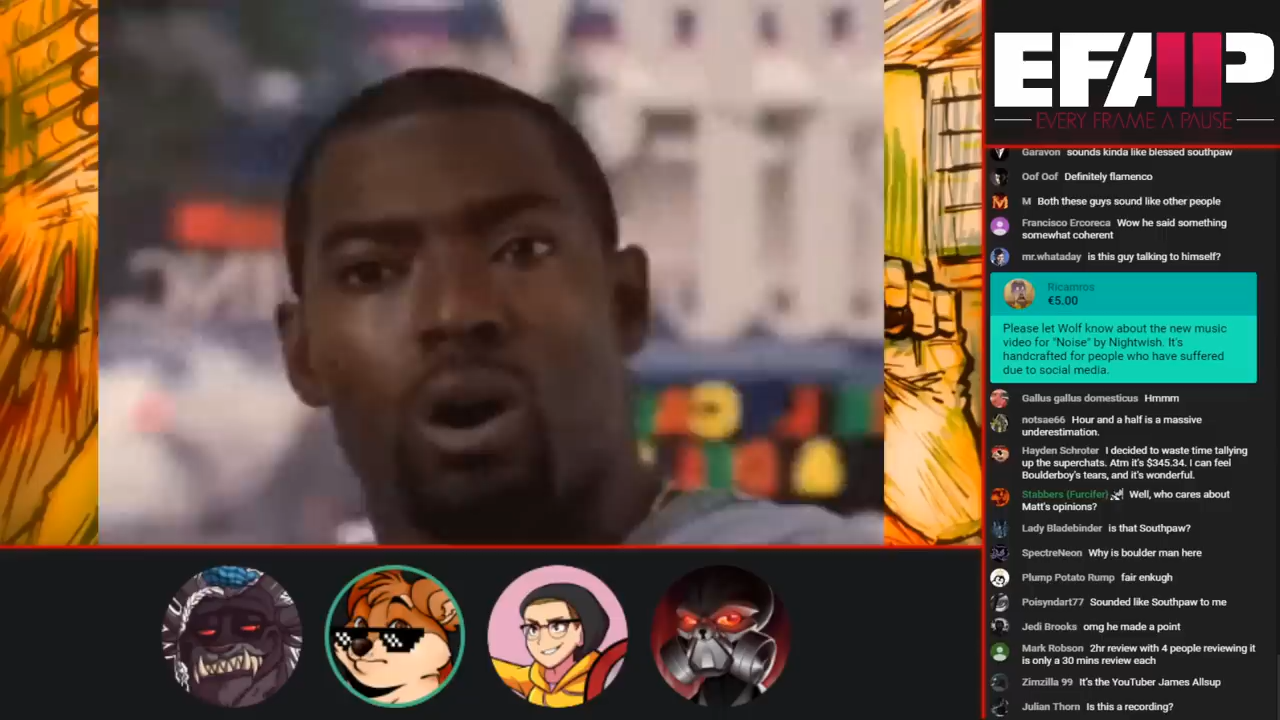 EFAP
EVERY FRAME A PAUSE
Garavon sounds kinda like blessed southpaw
Oof Oof Definitely flamenco
M Both these guys sound like other people
Francisco Ercoreca Wow he said something
somewhat coherent
mr.whataday is this guy talking to himself?
Ricamros
€5.00
Please let Wolf know about the new music
video for "Noise" by Nightwish. It's
handcrafted for people who have suffered
due to social media.
Gallus gallus domesticus Hmmm
notsae66 Hour and a half is a massive
underestimation.
Hayden Schroter I decided to waste time tallying
up the superchats. Atm it's $345.34. I can feel
Boulderboy's tears, and it's wonderful.
Stabbers (Furcifer) Well, who cares about
Matt's opinions?
Lady Bladebinder is that Southpaw?
SpectreNeon Why is boulder man here
Plump Potato Rump fair enkugh
Poisyndart77 Sounded like Southpaw to me
Jedi Brooks omg he made a point
Mark Robson 2hr review with 4 people reviewing it
is only a 30 mins review each
Zimzilla 99 It's the YouTuber James Allsup
Julian Thorn Is this a recording?